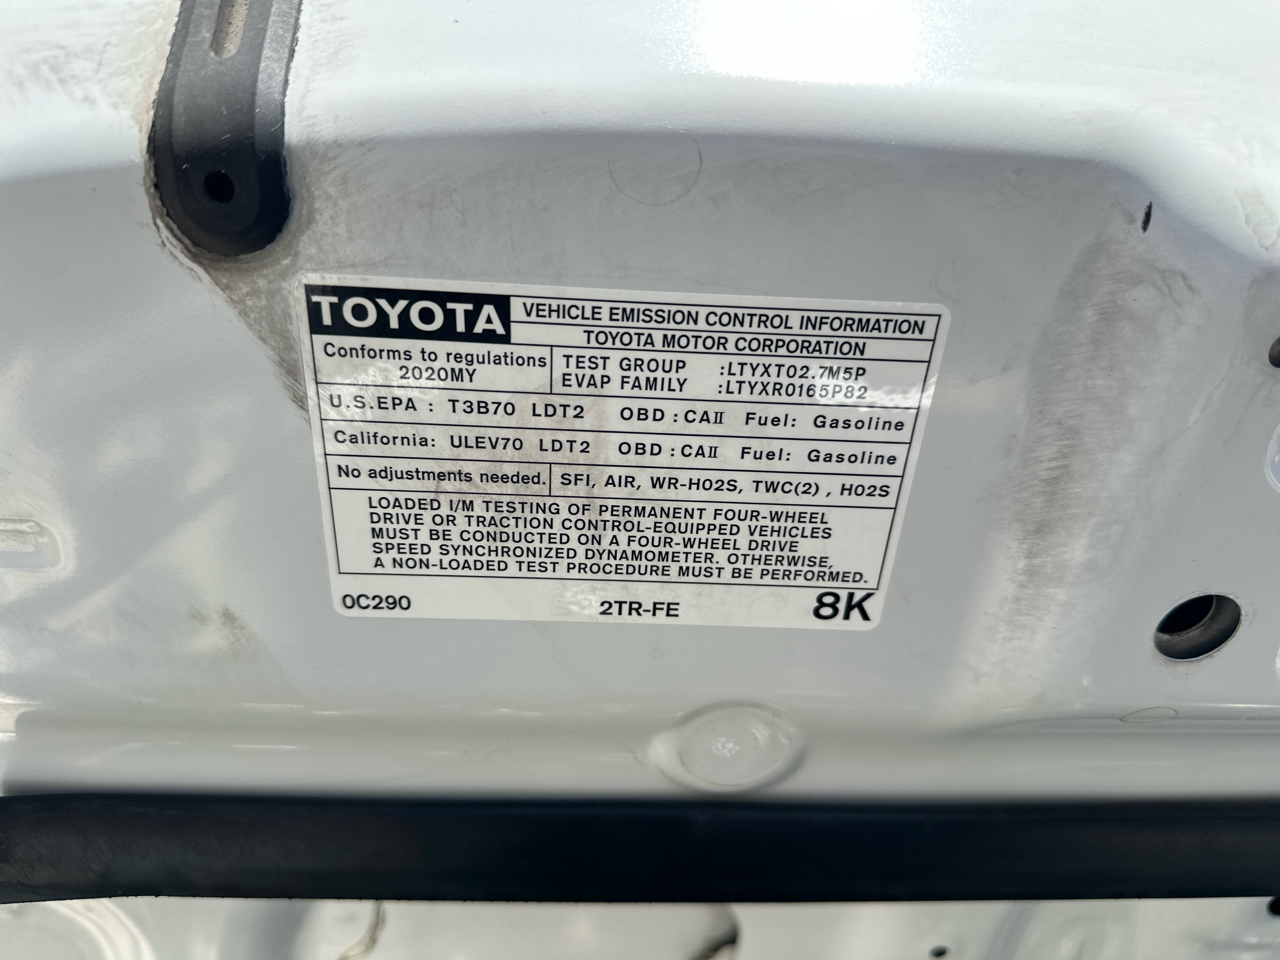 TOYOTA
VEHICLE EMISSION CONTROL INFORMATION
TOYOTA MOTOR CORPORATION
Conforms to regulations
2020MY
TEST GROUP :LTYXT02.7M5P
EVAP FAMILY :LTYXR0165P82
U.S.EPA : T3B70 LDT2 OBD : CAⅡ Fuel: Gasoline
California: ULEV70 LDT2 OBD : CAⅡ Fuel: Gasoline
No adjustments needed. SFI, AIR, WR-HO2S, TWC(2) , HO2S
LOADED I/M TESTING OF PERMANENT FOUR-WHEEL
DRIVE OR TRACTION CONTROL-EQUIPPED VEHICLES
MUST BE CONDUCTED ON A FOUR-WHEEL DRIVE
SPEED SYNCHRONIZED DYNAMOMETER. OTHERWISE,
A NON-LOADED TEST PROCEDURE MUST BE PERFORMED.
0C290 2TR-FE 8K